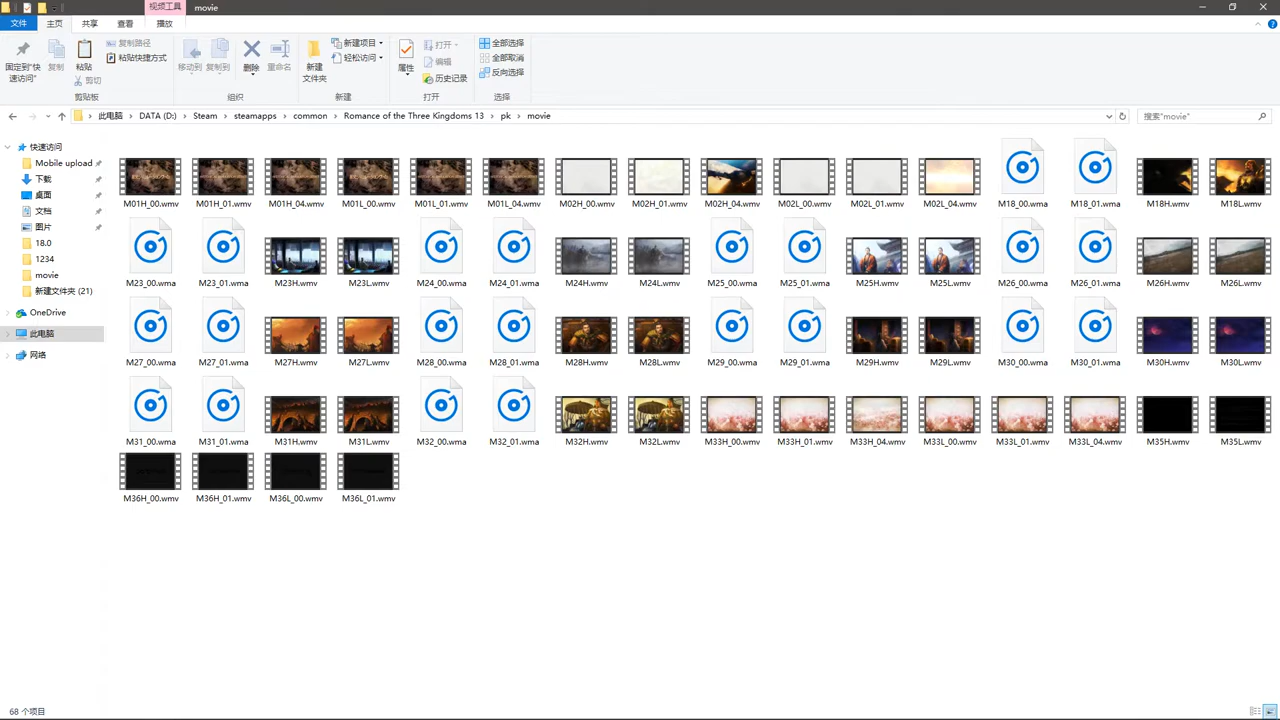 视频工具 movie
文件 主页 共享 查看 播放
固定到"快速访问"
复制
粘贴
复制路径
粘贴快捷方式
剪切
剪贴板
移动到 复制到 删除 重命名
组织
新建文件夹
新建项目
轻松访问
新建
属性
打开
编辑
历史记录
打开
全部选择
全部取消
反向选择
选择
此电脑 DATA (D:) Steam steamapps common Romance of the Three Kingdoms 13 pk movie
搜索"movie"
快速访问
Mobile upload
下载
桌面
文档
图片
18.0
1234
movie
新建文件夹 (21)
OneDrive
此电脑
网络
M01H_00.wmv M01H_01.wmv M01H_04.wmv M01L_00.wmv M01L_01.wmv M01L_04.wmv M02H_00.wmv M02H_01.wmv M02H_04.wmv M02L_00.wmv M02L_01.wmv M02L_04.wmv M18_00.wma M18_01.wma M18H.wmv M18L.wmv
M23_00.wma M23_01.wma M23H.wmv M23L.wmv M24_00.wma M24_01.wma M24H.wmv M24L.wmv M25_00.wma M25_01.wma M25H.wmv M25L.wmv M26_00.wma M26_01.wma M26H.wmv M26L.wmv
M27_00.wma M27_01.wma M27H.wmv M27L.wmv M28_00.wma M28_01.wma M28H.wmv M28L.wmv M29_00.wma M29_01.wma M29H.wmv M29L.wmv M30_00.wma M30_01.wma M30H.wmv M30L.wmv
M31_00.wma M31_01.wma M31H.wmv M31L.wmv M32_00.wma M32_01.wma M32H.wmv M32L.wmv M33H_00.wmv M33H_01.wmv M33H_04.wmv M33L_00.wmv M33L_01.wmv M33L_04.wmv M35H.wmv M35L.wmv
M36H_00.wmv M36H_01.wmv M36L_00.wmv M36L_01.wmv
68 个项目